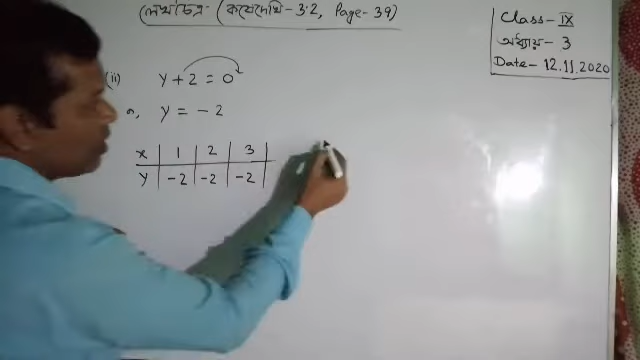 লেখচিত্র (কষেদেখি-3.2, Page-39)
Class-IX
অধ্যায়-3
Date-12.11.2020
(ii) y+2=0
বা, y=-2
x 1 2 3
y -2 -2 -2